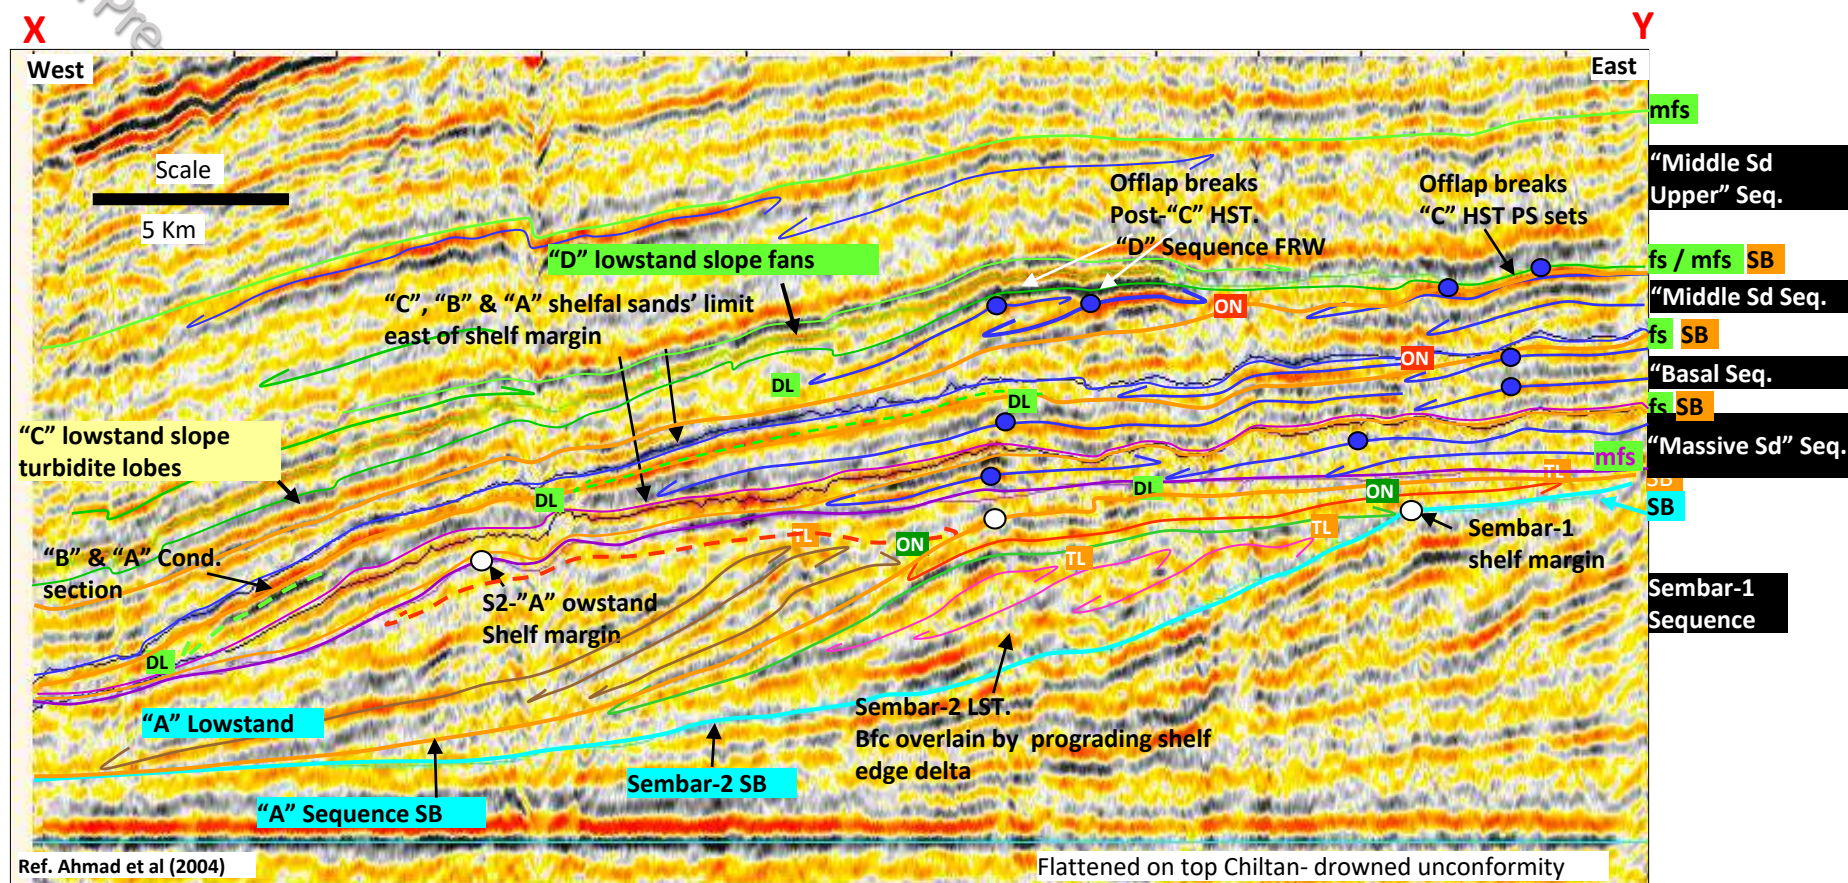 Pre
X
Y
West
East
mfs
Scale
5 Km
"Middle Sd
Upper" Seq.
Offlap breaks
Post-"C" HST.
"D" Sequence FRW
Offlap breaks
"C" HST PS sets
"D" lowstand slope fans
fs / mfs SB
"C", "B" & "A" shelfal sands' limit
east of shelf margin
"Middle Sd Seq.
ON
fs SB
ON
DL
"Basal Seq.
DL
fs SB
"C" lowstand slope
turbidite lobes
"Massive Sd" Seq.
mfs
TL
SB
DL
DL
ON
SB
Sembar-1
shelf margin
TL
TL
ON
TL
"B" & "A" Cond.
section
S2-"A" owstand
Shelf margin
Sembar-1
Sequence
DL
"A" Lowstand
Sembar-2 LST.
Bfc overlain by prograding shelf
edge delta
Sembar-2 SB
"A" Sequence SB
Ref. Ahmad et al (2004)
Flattened on top Chiltan- drowned unconformity